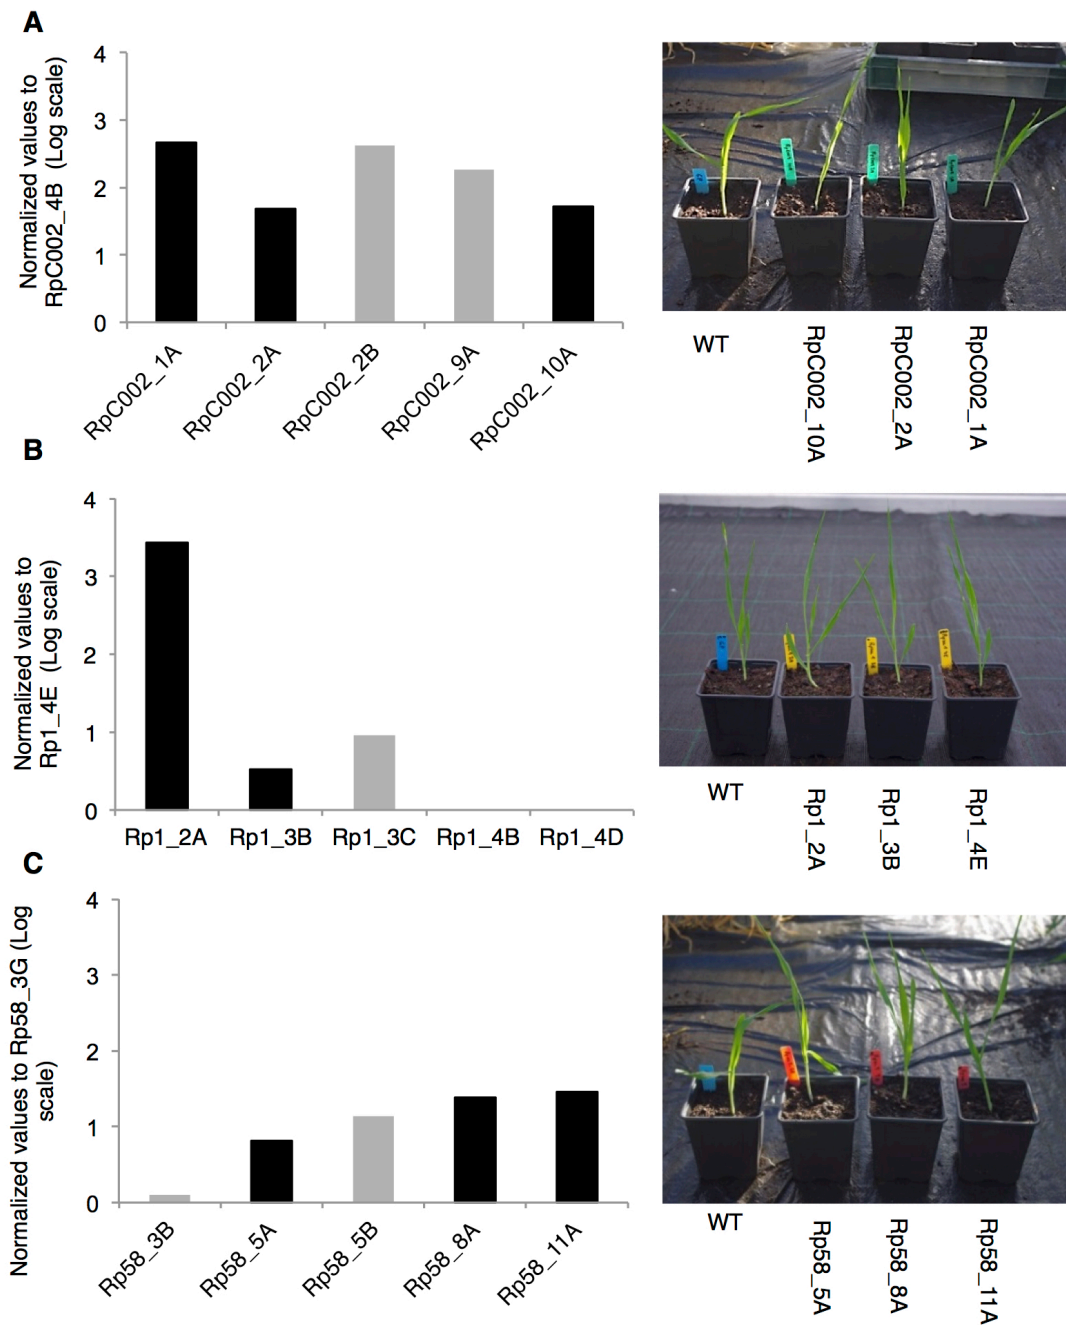 A
Normalized values to
RpC002_4B (Log scale)
4
3
2
1
0
RpC002_1A
RpC002_2A
RpC002_2B
RpC002_9A
RpC002_10A
WT
RpC002_10A
RpC002_2A
RpC002_1A
B
Normalized values to
Rp1_4E (Log scale)
4
3
2
1
0
Rp1_2A
Rp1_3B
Rp1_3C
Rp1_4B
Rp1_4D
WT
Rp1_2A
Rp1_3B
Rp1_4E
C
Normalized values to Rp58_3G (Log
scale)
4
3
2
1
0
Rp58_3B
Rp58_5A
Rp58_5B
Rp58_8A
Rp58_11A
WT
Rp58_5A
Rp58_8A
Rp58_11A